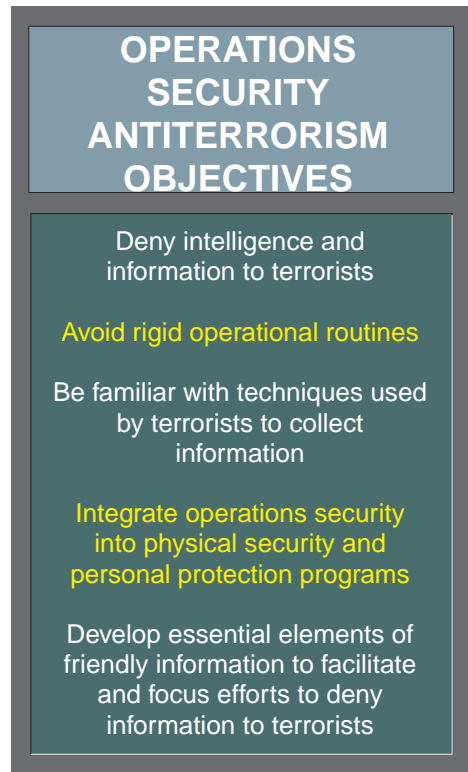 OPERATIONS
SECURITY
ANTITERRORISM
OBJECTIVES
Deny intelligence and
information to terrorists
Avoid rigid operational routines
Be familiar with techniques used
by terrorists to collect
information
Integrate operations security
into physical security and
personal protection programs
Develop essential elements of
friendly information to facilitate
and focus efforts to deny
information to terrorists